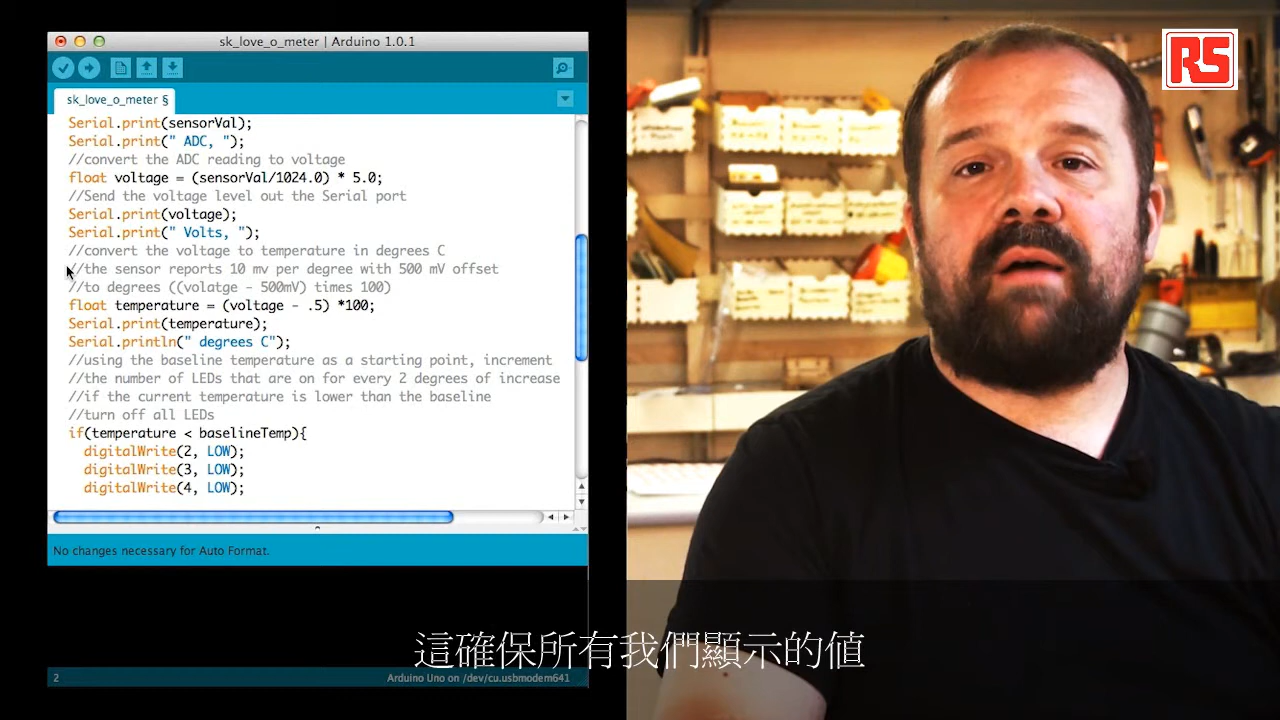 sk_love_o_meter | Arduino 1.0.1
sk_love_o_meter §
Serial.print(sensorVal);
Serial.print(" ADC, ");
//convert the ADC reading to voltage
float voltage = (sensorVal/1024.0) * 5.0;
//Send the voltage level out the Serial port
Serial.print(voltage);
Serial.print(" Volts, ");
//convert the voltage to temperature in degrees C
//the sensor reports 10 mv per degree with 500 mV offset
//to degrees ((volatge - 500mV) times 100)
float temperature = (voltage - .5) *100;
Serial.print(temperature);
Serial.println(" degrees C");
//using the baseline temperature as a starting point, increment
//the number of LEDs that are on for every 2 degrees of increase
//if the current temperature is lower than the baseline
//turn off all LEDs
if(temperature < baselineTemp){
digitalWrite(2, LOW);
digitalWrite(3, LOW);
digitalWrite(4, LOW);
No changes necessary for Auto Format.
2
Arduino Uno on /dev/cu.usbmodem641
RS
這確保所有我們顯示的值